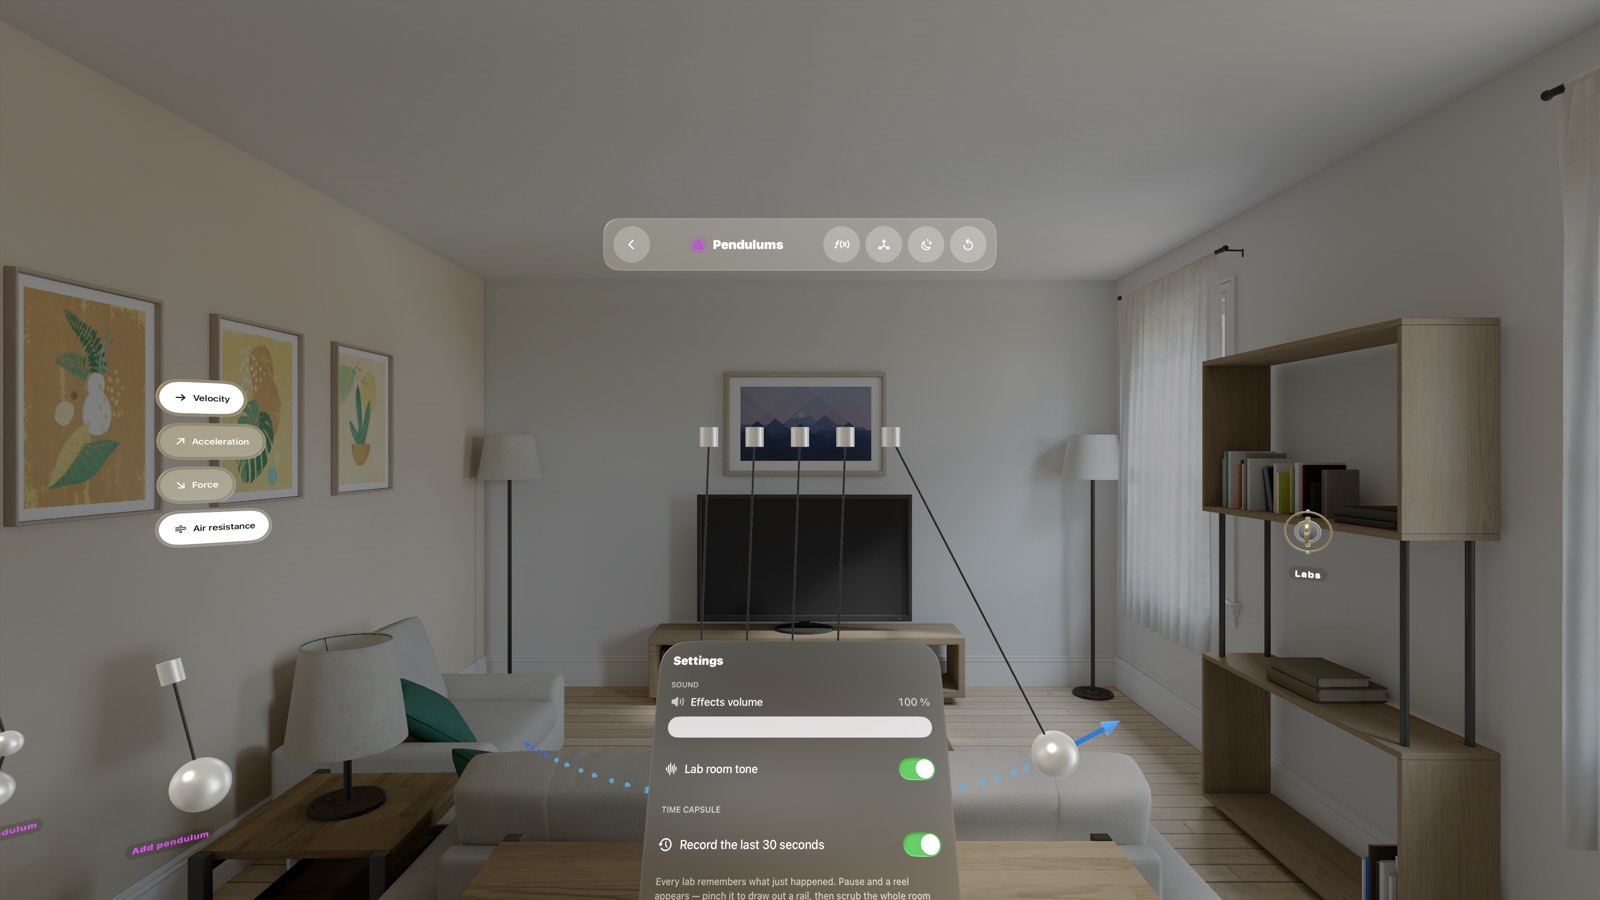 Pendulums
f(x)
Velocity
Acceleration
Force
Air resistance
Labs
Settings
SOUND
Effects volume
100 %
Lab room tone
TIME CAPSULE
Record the last 30 seconds
Every lab remembers what just happened. Pause and a reel
appears — pinch it to draw out a rail, then scrub the whole room
Add pendulum